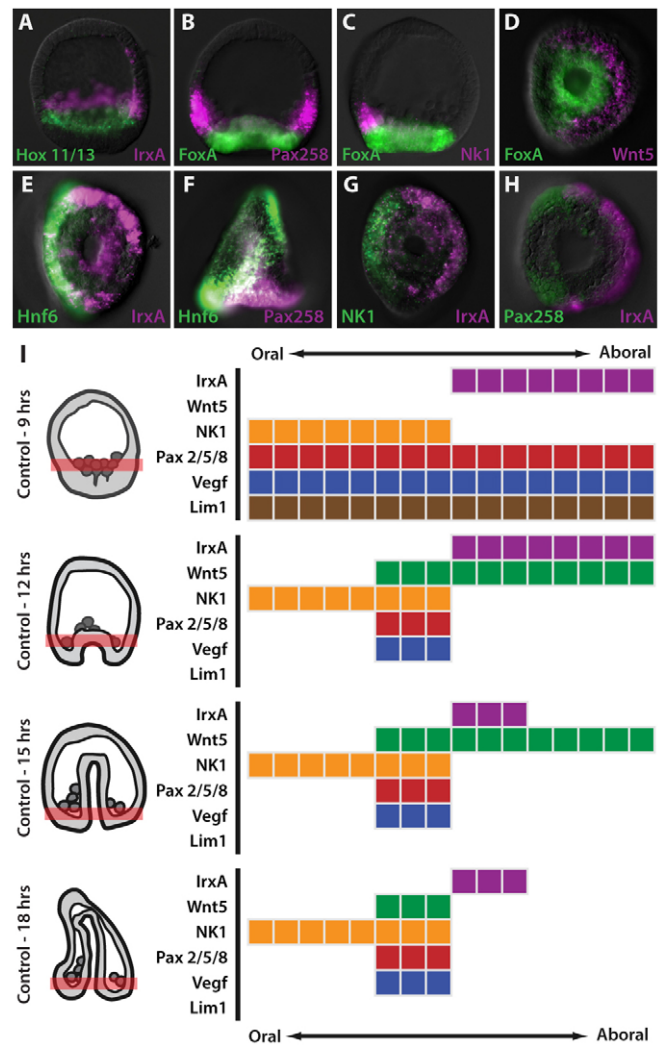 A B C D
Hox 11/13 IrxA FoxA Pax258 FoxA Nk1 FoxA Wnt5
E F G H
Hnf6 IrxA Hnf6 Pax258 NK1 IrxA Pax258 IrxA
I
Oral Aboral
Control - 9 hrs
IrxA
Wnt5
NK1
Pax 2/5/8
Vegf
Lim1
Control - 12 hrs
IrxA
Wnt5
NK1
Pax 2/5/8
Vegf
Lim1
Control - 15 hrs
IrxA
Wnt5
NK1
Pax 2/5/8
Vegf
Lim1
Control - 18 hrs
IrxA
Wnt5
NK1
Pax 2/5/8
Vegf
Lim1
Oral Aboral